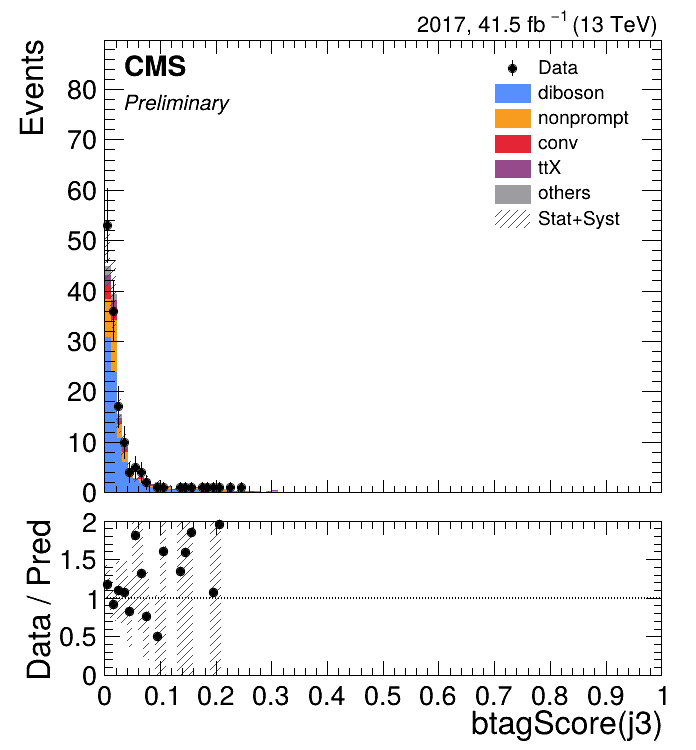 2017, 41.5 fb⁻¹ (13 TeV)
CMS
Preliminary
Events
80
70
60
50
40
30
20
10
0
Data
diboson
nonprompt
conv
ttX
others
Stat+Syst
Data / Pred
2
1.5
1
0.5
0
0 0.1 0.2 0.3 0.4 0.5 0.6 0.7 0.8 0.9 1
btagScore(j3)